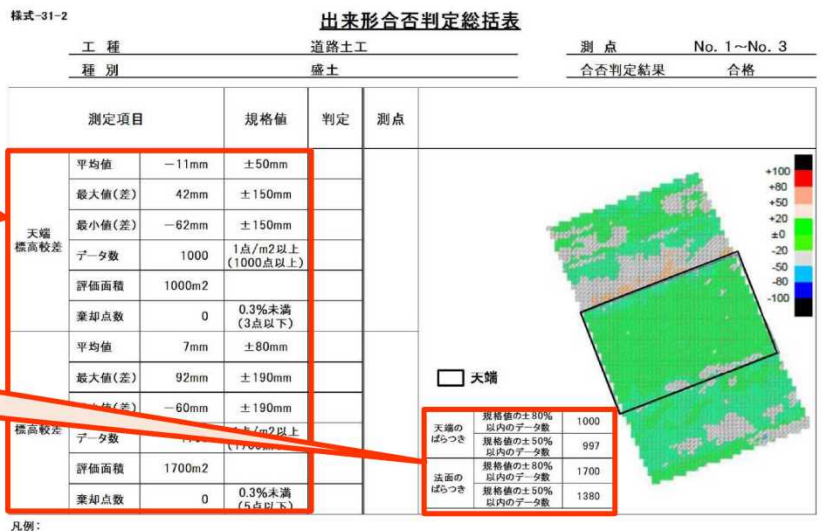 様式-31-2
出来形合否判定総括表
工 種 道路土工 測 点 No. 1~No. 3
種 別 盛土 合否判定結果 合格
測定項目 規格値 判定 測点
天端
標高較差
平均値 -11mm ±50mm
最大値(差) 42mm ±150mm
最小値(差) -62mm ±150mm
データ数 1000 1点/m2以上
(1000点以上)
評価面積 1000m2
棄却点数 0 0.3%未満
(3点以下)
標高較差
平均値 7mm ±80mm
最大値(差) 92mm ±190mm
(差) -60mm ±190mm
データ数
評価面積 1700m2
棄却点数 0 0.3%未満
(5点以下)
+100
+80
+50
+20
±0
-20
-50
-80
-100
天端
天端の
ばらつき
規格値の±80%
以内のデータ数 1000
規格値の±50%
以内のデータ数 997
法面の
ばらつき
規格値の±80%
以内のデータ数 1700
規格値の±50%
以内のデータ数 1380
凡例: